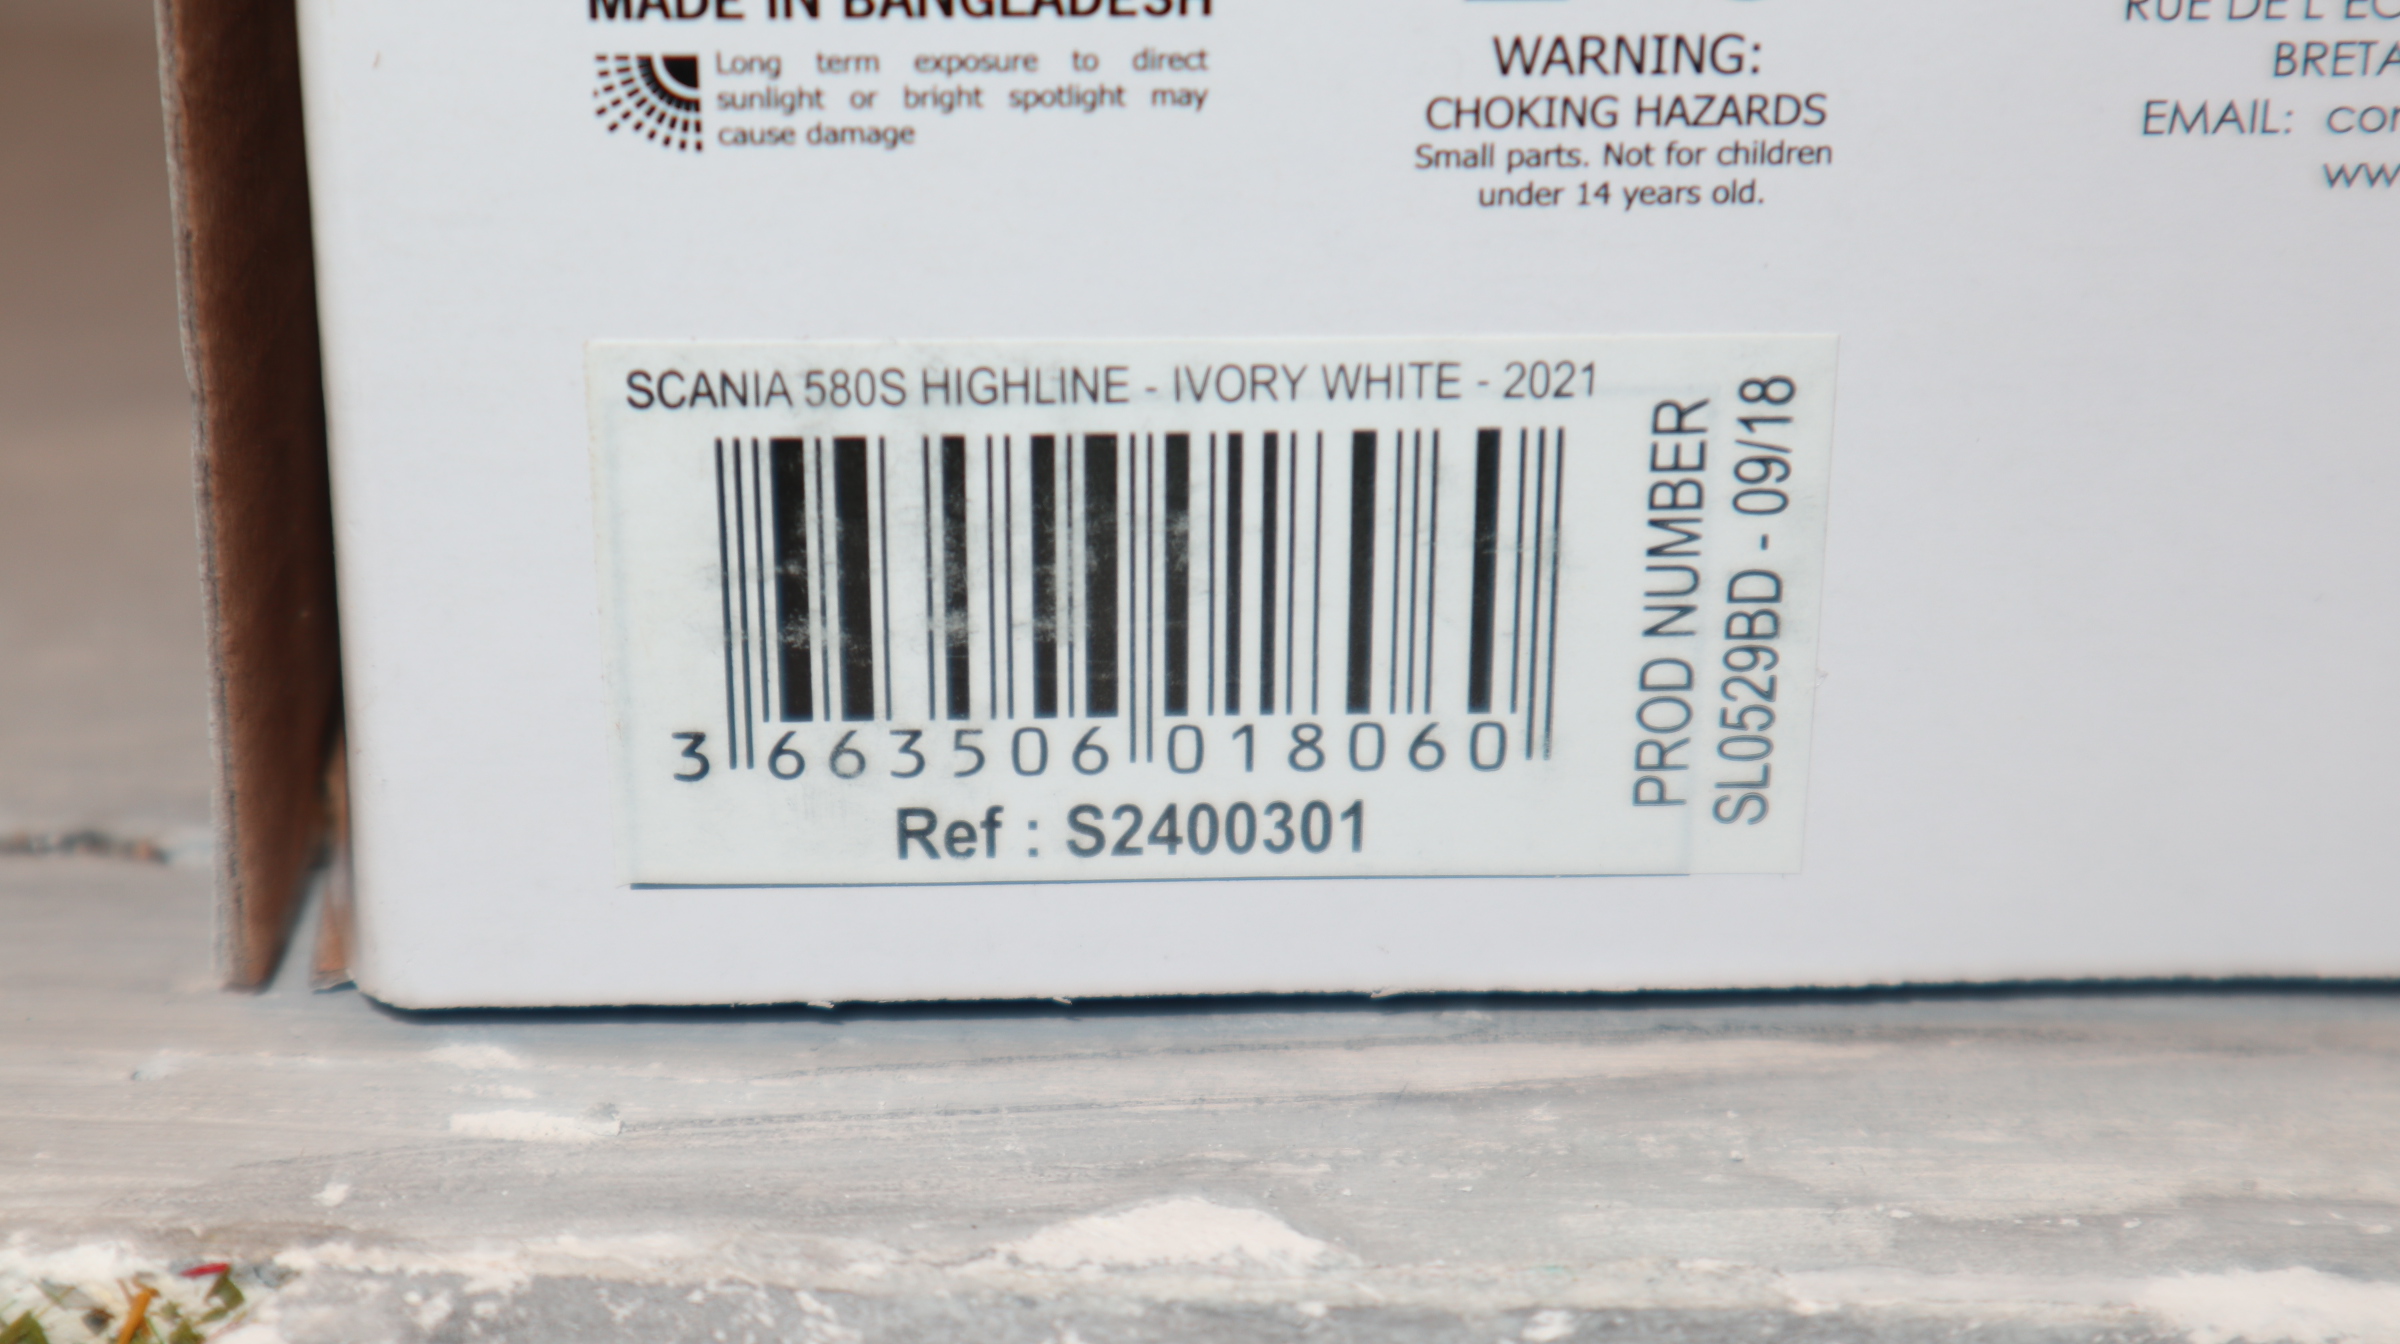 MADE IN BANGLADESH
Long term exposure to direct
sunlight or bright spotlight may
cause damage
WARNING:
CHOKING HAZARDS
Small parts. Not for children
under 14 years old.
RUE DE L'
EMAIL:
SCANIA 580S HIGHLINE - IVORY WHITE - 2021
3 663506 018060
Ref : S2400301
PROD NUMBER
SL0529BD - 09/18